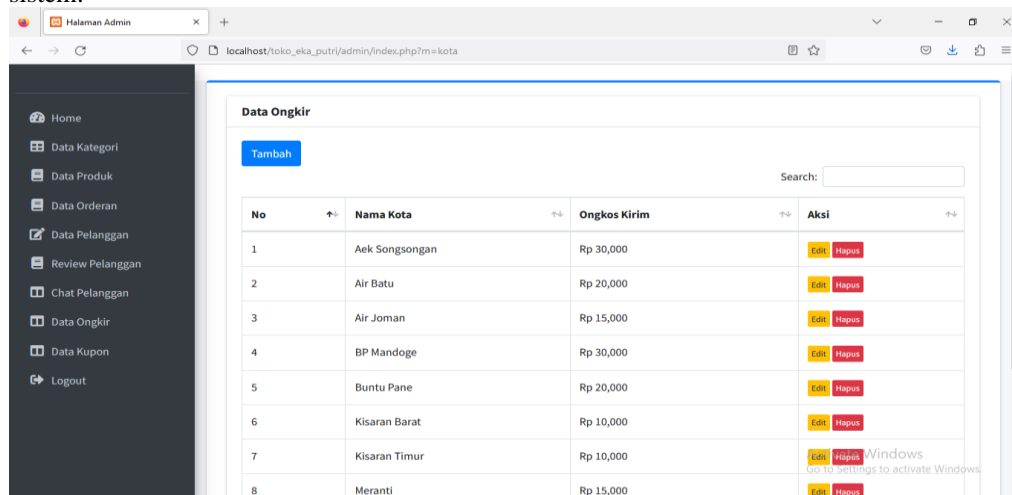 sistem.
Halaman Admin
localhost/toko_eka_putri/admin/index.php?m=kota
Home
Data Kategori
Data Produk
Data Orderan
Data Pelanggan
Review Pelanggan
Chat Pelanggan
Data Ongkir
Data Kupon
Logout
Data Ongkir
Tambah
Search:
No Nama Kota Ongkos Kirim Aksi
1 Aek Songsongan Rp 30,000 Edit Hapus
2 Air Batu Rp 20,000 Edit Hapus
3 Air Joman Rp 15,000 Edit Hapus
4 BP Mandoge Rp 30,000 Edit Hapus
5 Buntu Pane Rp 20,000 Edit Hapus
6 Kisaran Barat Rp 10,000 Edit Hapus
7 Kisaran Timur Rp 10,000 Edit Hapus
Activate Windows
Go to Settings to activate Windows.
8 Meranti Rp 15,000 Edit Hapus